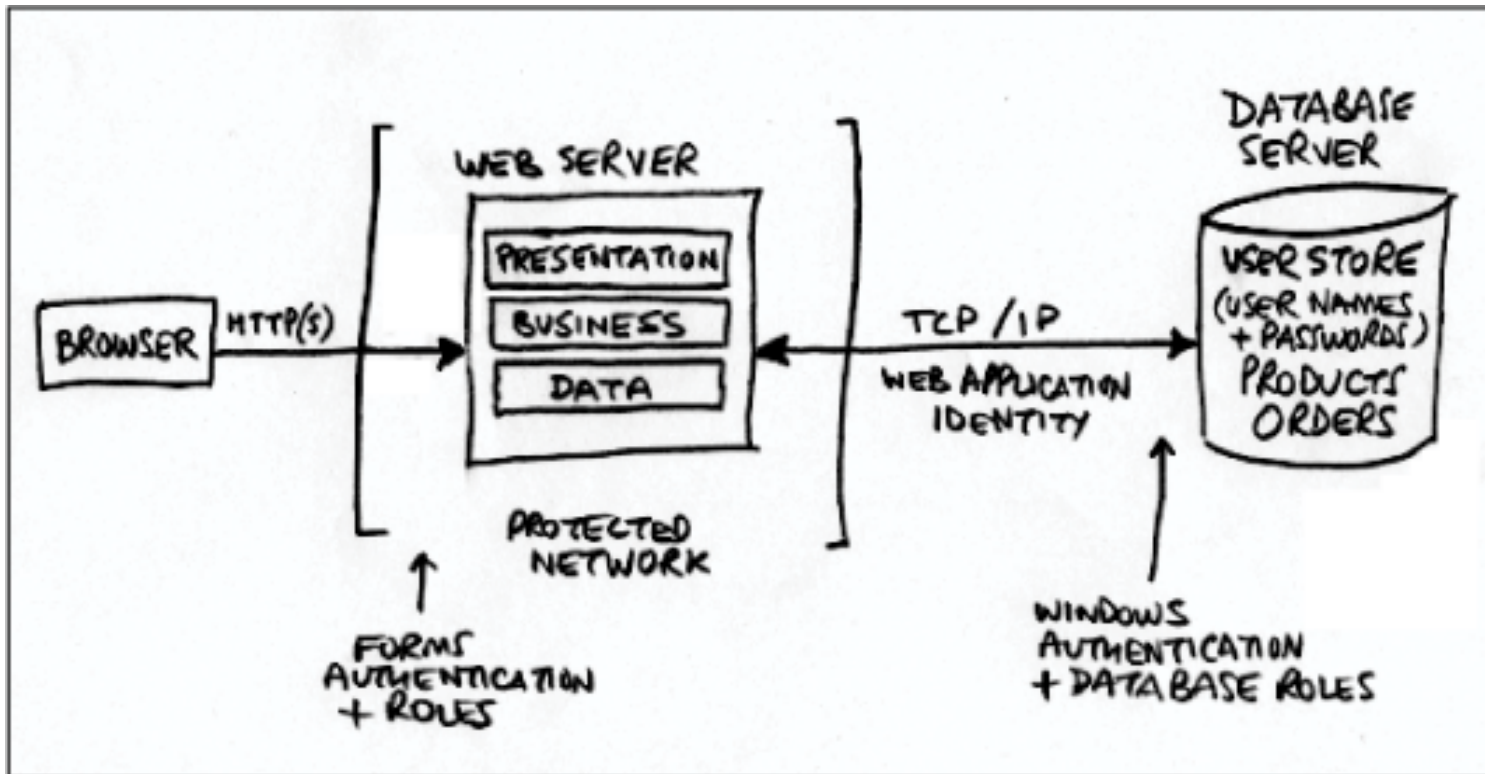 BROWSER
HTTP(S)
WEB SERVER
PRESENTATION
BUSINESS
DATA
PROTECTED
NETWORK
FORMS
AUTHENTICATION
+ ROLES
TCP/IP
WEB APPLICATION
IDENTITY
WINDOWS
AUTHENTICATION
+ DATABASE ROLES
DATABASE
SERVER
USER STORE
(USER NAMES
+ PASSWORDS)
PRODUCTS
ORDERS